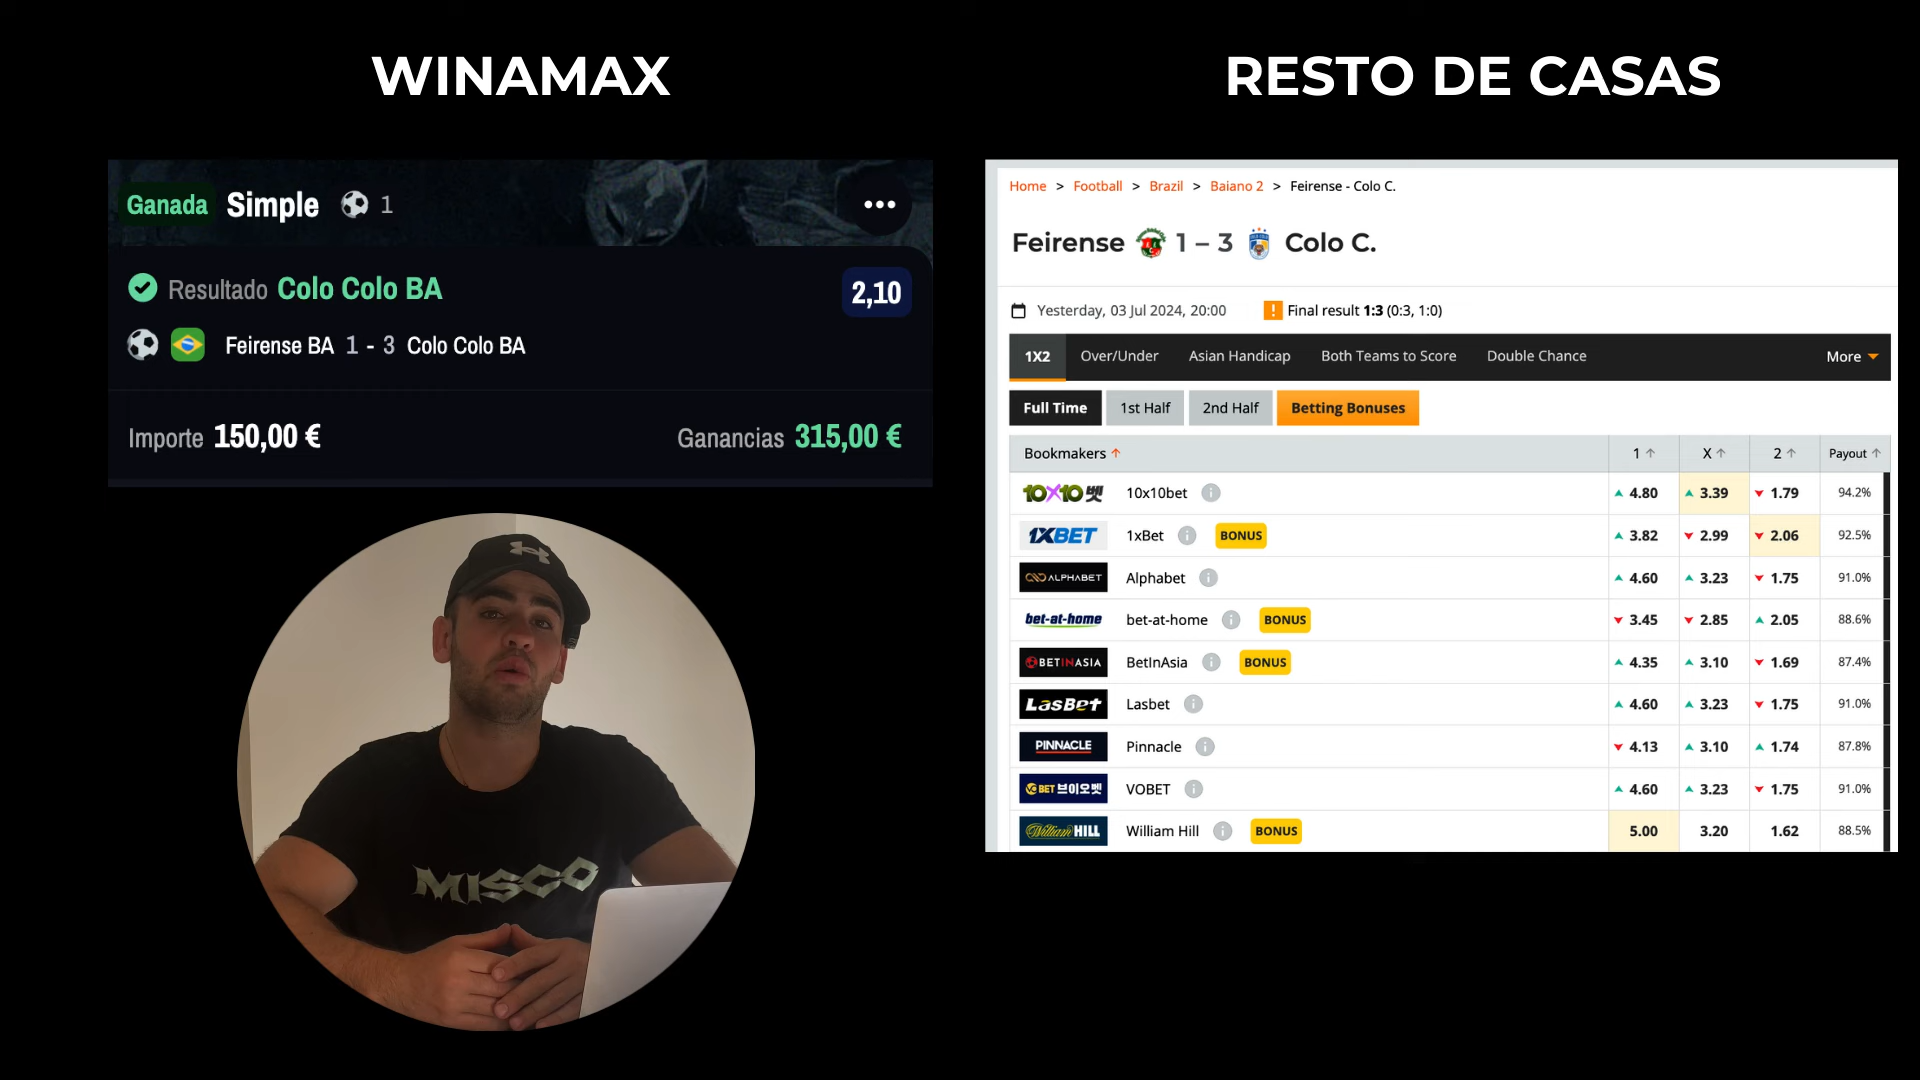 WINAMAX
RESTO DE CASAS
Ganada Simple 1
Resultado Colo Colo BA 2,10
Feirense BA 1 - 3 Colo Colo BA
Importe 150,00 € Ganancias 315,00 €
MISCO
Home > Football > Brazil > Baiano 2 > Feirense - Colo C.
Feirense 1 – 3 Colo C.
Yesterday, 03 Jul 2024, 20:00 ! Final result 1:3 (0:3, 1:0)
1X2 Over/Under Asian Handicap Both Teams to Score Double Chance More
Full Time 1st Half 2nd Half Betting Bonuses
Bookmakers 1 X 2 Payout
10X10 벳 10x10bet 4.80 3.39 1.79 94.2%
1XBET 1xBet BONUS 3.82 2.99 2.06 92.5%
ALPHABET Alphabet 4.60 3.23 1.75 91.0%
bet-at-home bet-at-home BONUS 3.45 2.85 2.05 88.6%
BETINASIA BetInAsia BONUS 4.35 3.10 1.69 87.4%
LasBet Lasbet 4.60 3.23 1.75 91.0%
PINNACLE Pinnacle 4.13 3.10 1.74 87.8%
VOBET 브이오벳 VOBET 4.60 3.23 1.75 91.0%
William HILL William Hill BONUS 5.00 3.20 1.62 88.5%